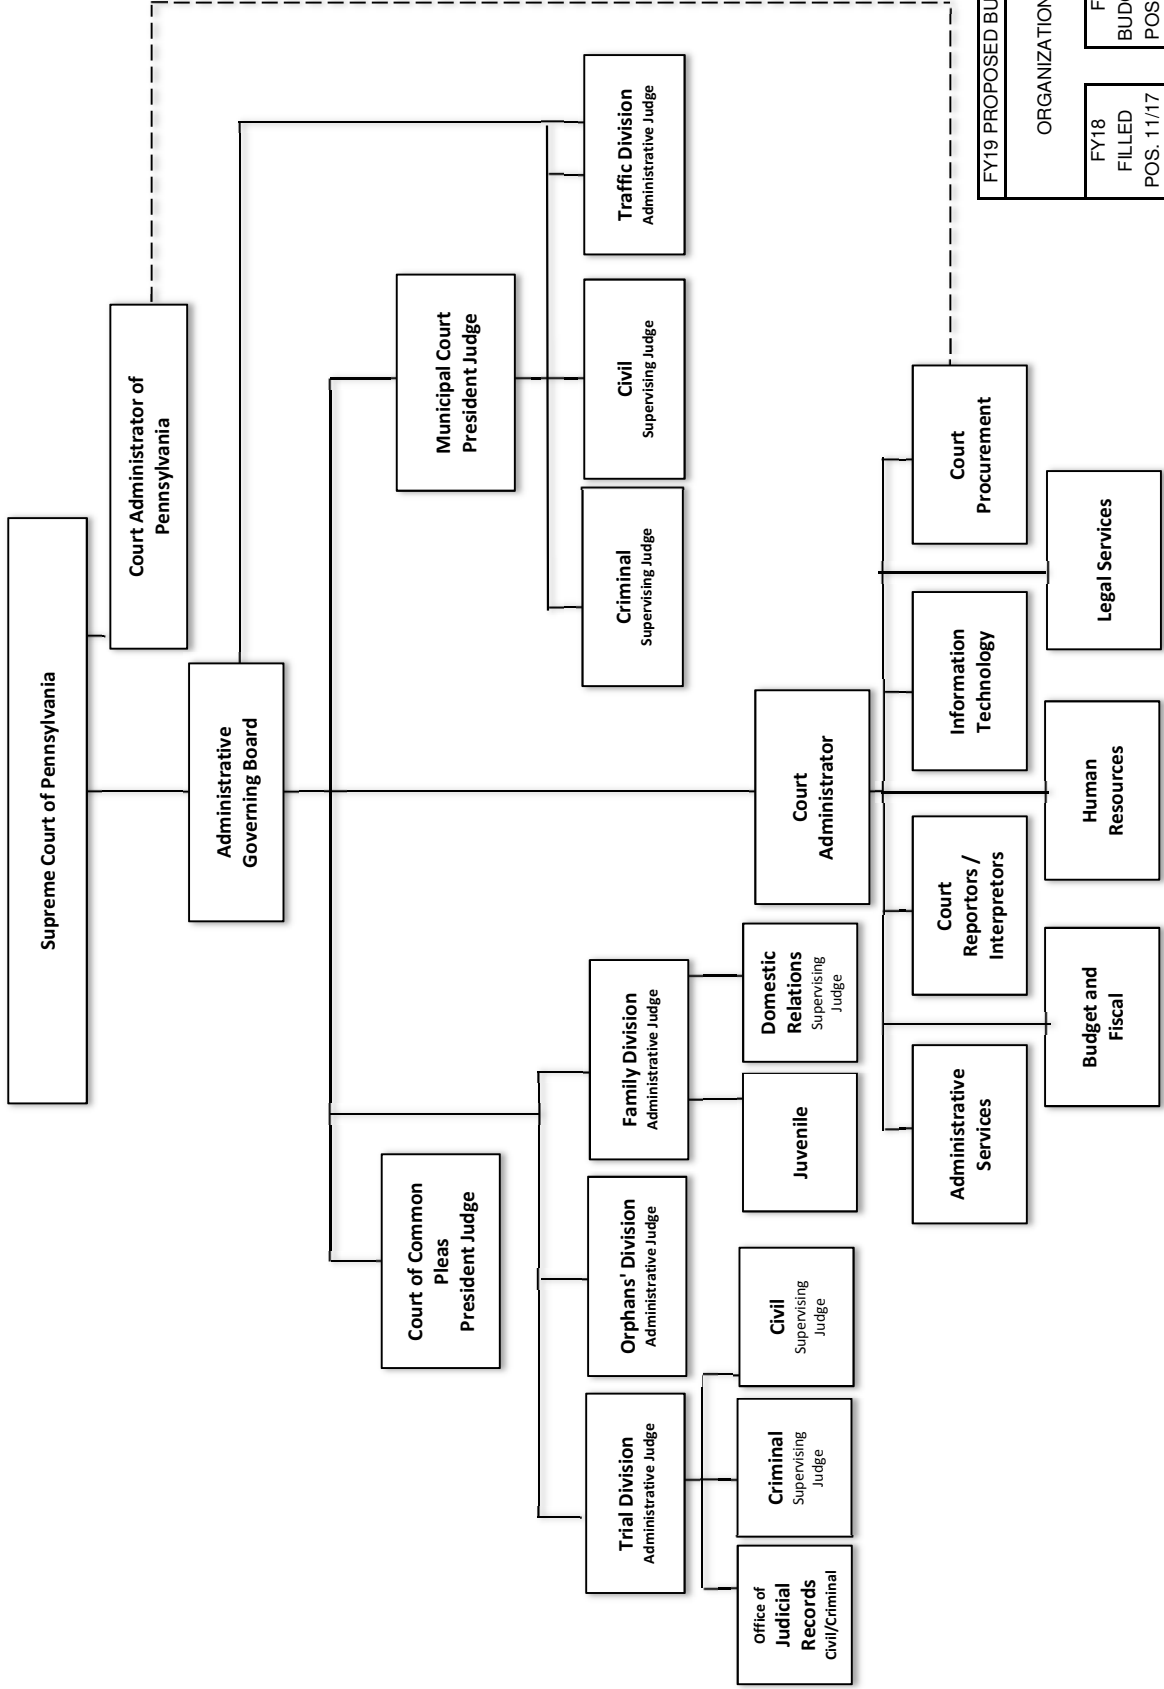 Supreme Court of Pennsylvania
Court Administrator of
Pennsylvania
Administrative
Governing Board
Court of Common
Pleas
President Judge
Municipal Court
President Judge
Trial Division
Administrative Judge
Orphans' Division
Administrative Judge
Family Division
Administrative Judge
Criminal
Supervising Judge
Civil
Supervising Judge
Traffic Division
Administrative Judge
Office of
Judicial
Records
Civil/Criminal
Criminal
Supervising
Judge
Civil
Supervising
Judge
Juvenile
Domestic
Relations
Supervising
Judge
Court
Administrator
Administrative
Services
Court
Reportors /
Interpretors
Information
Technology
Court
Procurement
Budget and
Fiscal
Human
Resources
Legal Services
FY19 PROPOSED BU
ORGANIZATION
FY18
FILLED
POS. 11/17
F
BUDG
POS